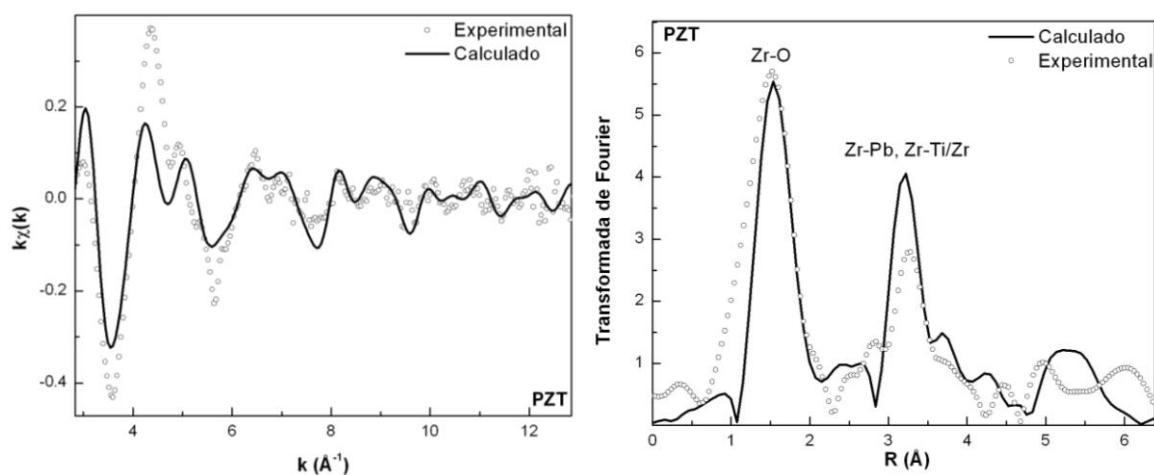 Experimental
Calculado
0.2
0.0
-0.2
-0.4
kχ(k)
PZT
4
6
8
10
12
k (Å⁻¹)
PZT
Zr-O
Calculado
Experimental
Zr-Pb, Zr-Ti/Zr
6
5
4
3
2
1
Transformada de Fourier
0
1
2
3
4
5
6
R (Å)